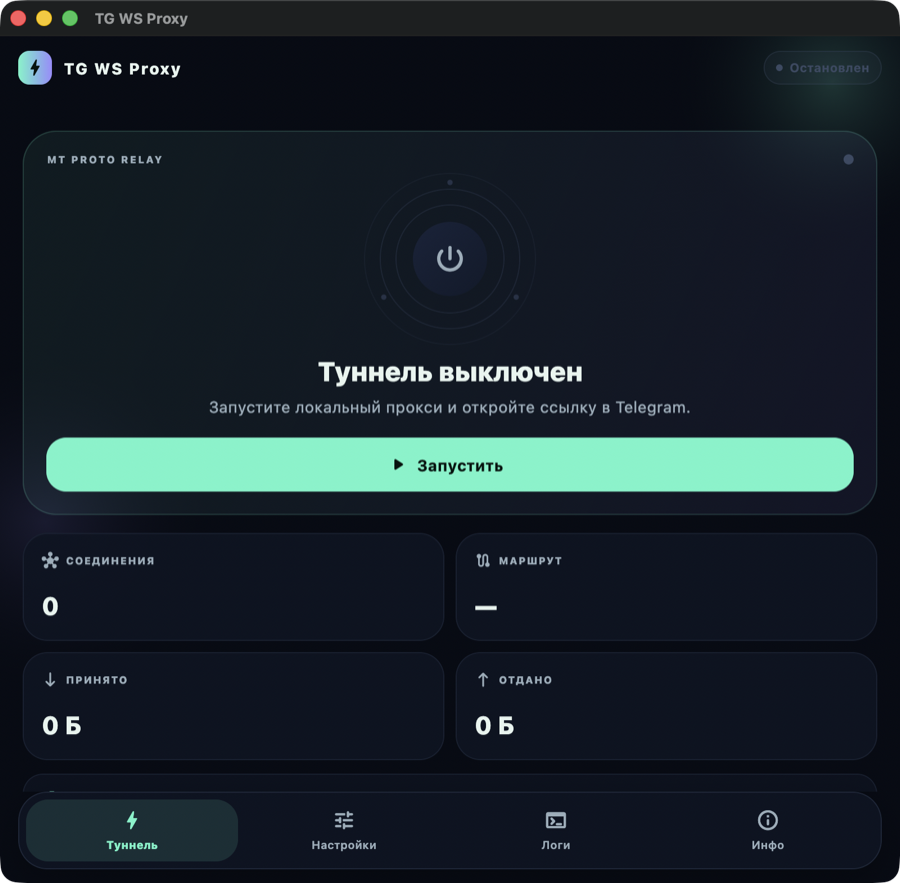 TG WS Proxy
TG WS Proxy
Остановлен
MT PROTO RELAY
Туннель выключен
Запустите локальный прокси и откройте ссылку в Telegram.
Запустить
СОЕДИНЕНИЯ
0
МАРШРУТ
—
ПРИНЯТО
0 Б
ОТДАНО
0 Б
Туннель
Настройки
Логи
Инфо